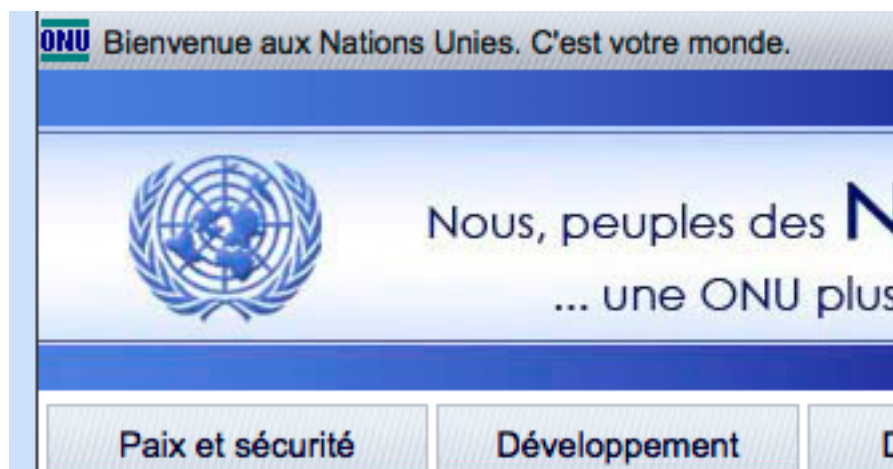 ONU Bienvenue aux Nations Unies. C'est votre monde.
Nous, peuples des
... une ONU plus
Paix et sécurité Développement